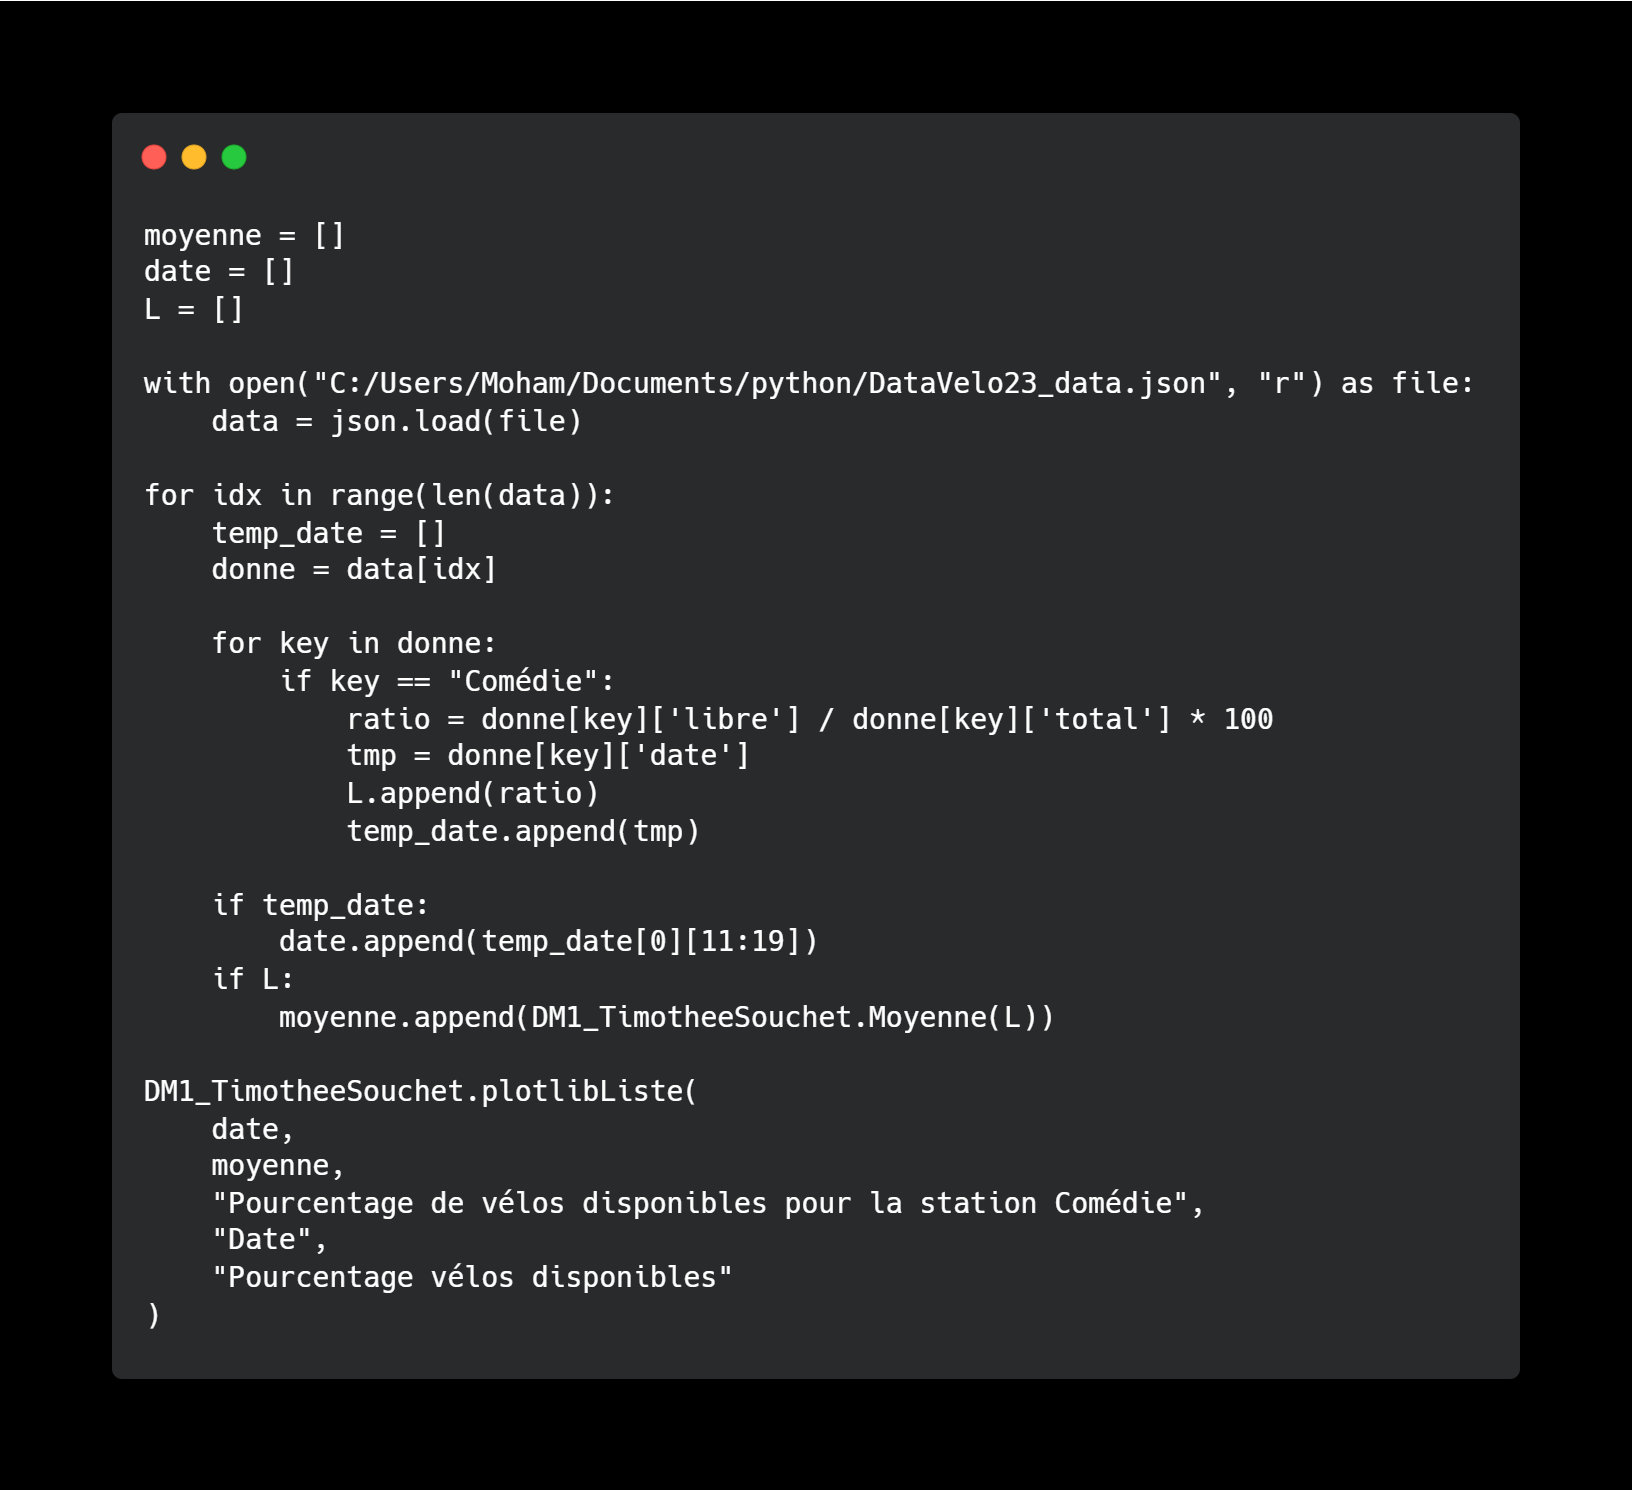 moyenne = []
date = []
L = []

with open("C:/Users/Moham/Documents/python/DataVelo23_data.json", "r") as file:
    data = json.load(file)

for idx in range(len(data)):
    temp_date = []
    donne = data[idx]

    for key in donne:
        if key == "Comédie":
            ratio = donne[key]['libre'] / donne[key]['total'] * 100
            tmp = donne[key]['date']
            L.append(ratio)
            temp_date.append(tmp)

    if temp_date:
        date.append(temp_date[0][11:19])
    if L:
        moyenne.append(DM1_TimotheeSouchet.Moyenne(L))

DM1_TimotheeSouchet.plotlibListe(
    date,
    moyenne,
    "Pourcentage de vélos disponibles pour la station Comédie",
    "Date",
    "Pourcentage vélos disponibles"
)